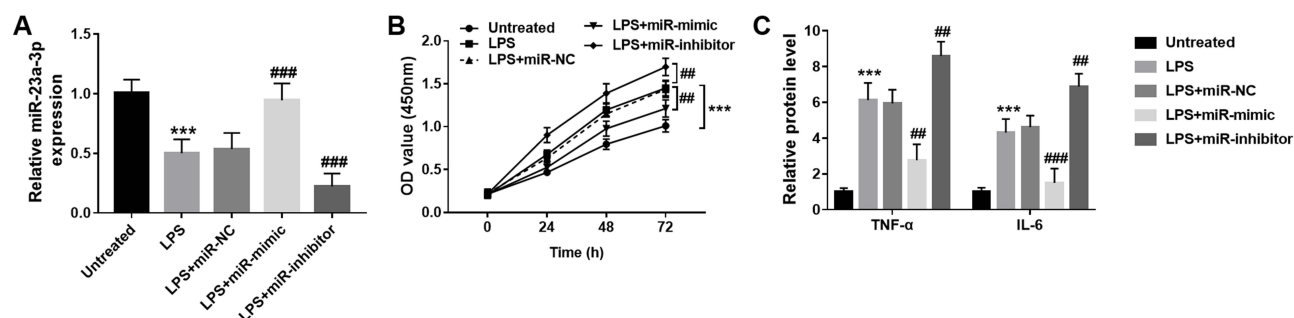 A
Relative miR-23a-3p
expression
1.5
1.0
0.5
0.0
***
###
###
Untreated
LPS
LPS+miR-NC
LPS+miR-mimic
LPS+miR-inhibitor
B
Untreated
LPS
LPS+miR-NC
LPS+miR-mimic
LPS+miR-inhibitor
OD value (450nm)
2.0
1.5
1.0
0.5
0.0
##
##
***
0
24
48
72
Time (h)
C
Relative protein level
10
8
6
4
2
0
***
##
##
***
###
##
TNF-α
IL-6
Untreated
LPS
LPS+miR-NC
LPS+miR-mimic
LPS+miR-inhibitor